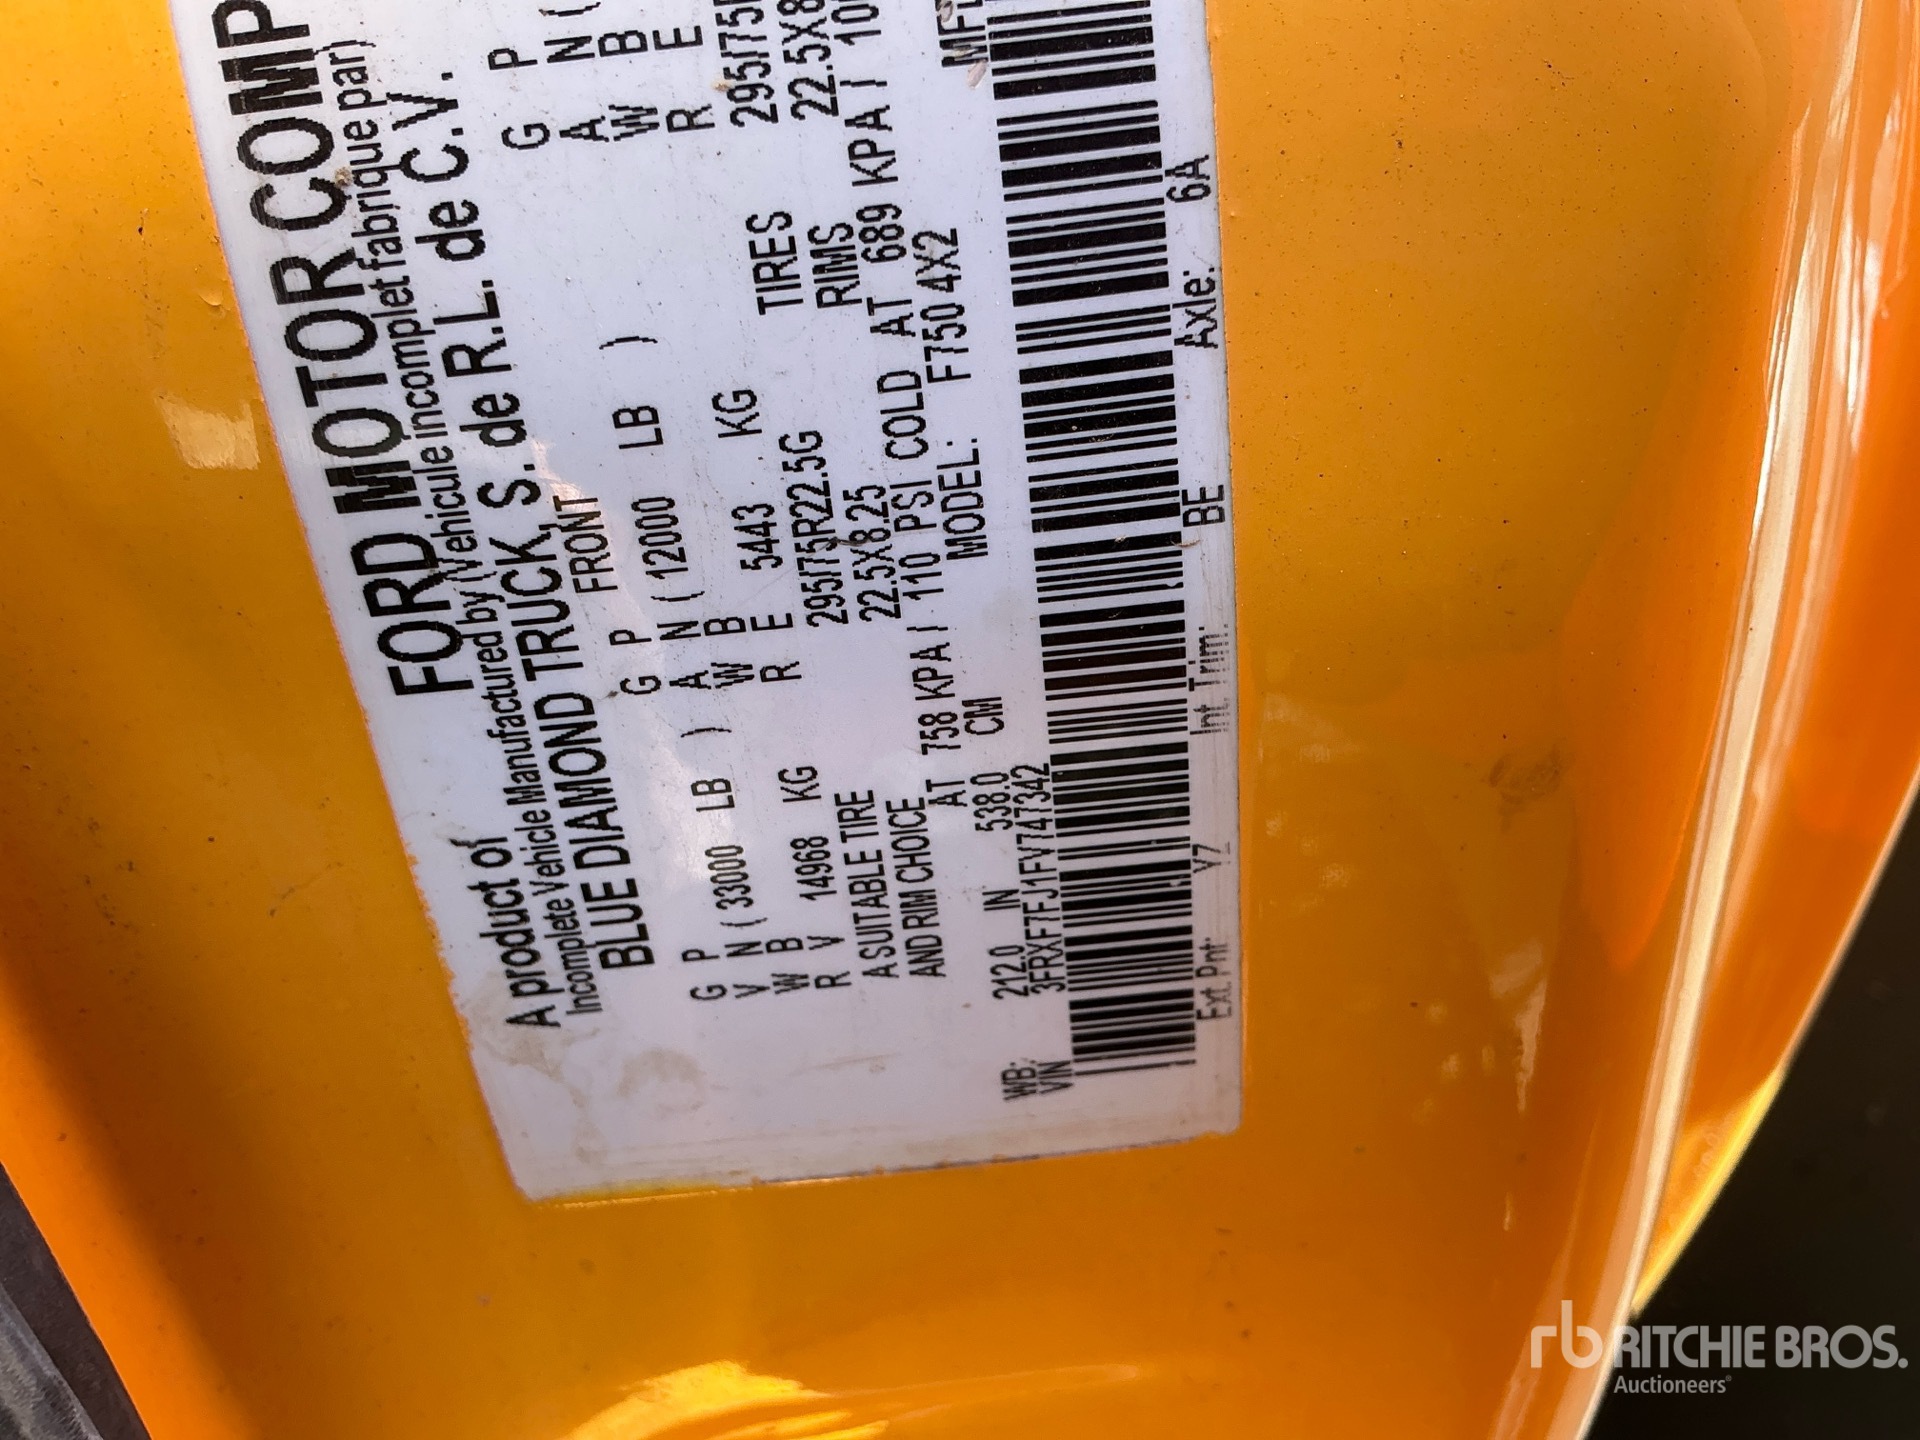 A product of
FORD MOTOR COMP
Incomplete Vehicle Manufactured by (Vehicule incomplet fabrique par)
BLUE DIAMOND TRUCK, S. de R.L. de C.V.
FRONT
G P G P G P
V N ( 33000 LB ) A N ( 12000 LB ) A N (
W B W B W B
R V 14968 KG R E 5443 KG R E
A SUITABLE TIRE 295/75R22.5G TIRES 295/75
AND RIM CHOICE 22.5X8.25 RIMS 22.5X8
AT 758 KPA / 110 PSI COLD AT 689 KPA / 10
WB: 212.0 IN 538.0 CM MODEL: F750 4X2
VIN 3FRXF7FJ1FV747342
Ext. Pnt: YZ Int. Trim: BE Axle: 6A
rb RITCHIE BROS.
Auctioneers®